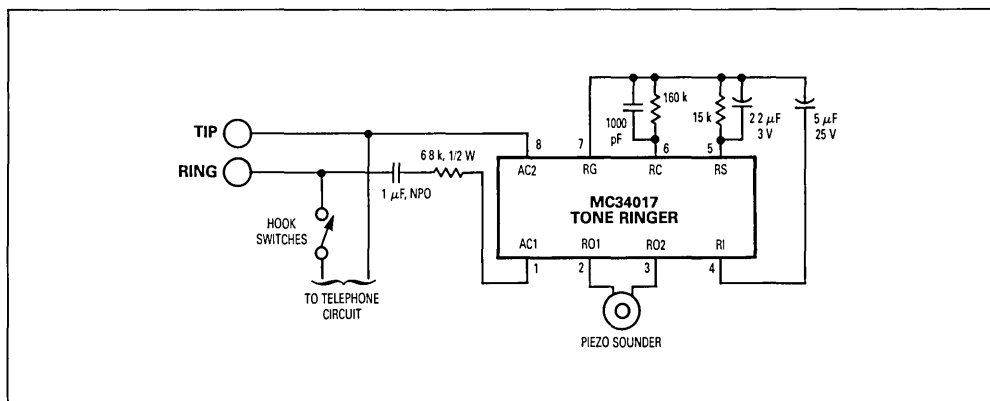 TIP
RING
HOOK
SWITCHES
TO TELEPHONE
CIRCUIT
1 μF, NPO
68 k, 1/2 W
8
7
6
5
AC2
RG
RC
RS
1000
pF
160 k
15 k
2 2 μF
3 V
5 μF
25 V
MC34017
TONE RINGER
AC1
RO1
RO2
RI
1
2
3
4
PIEZO SOUNDER